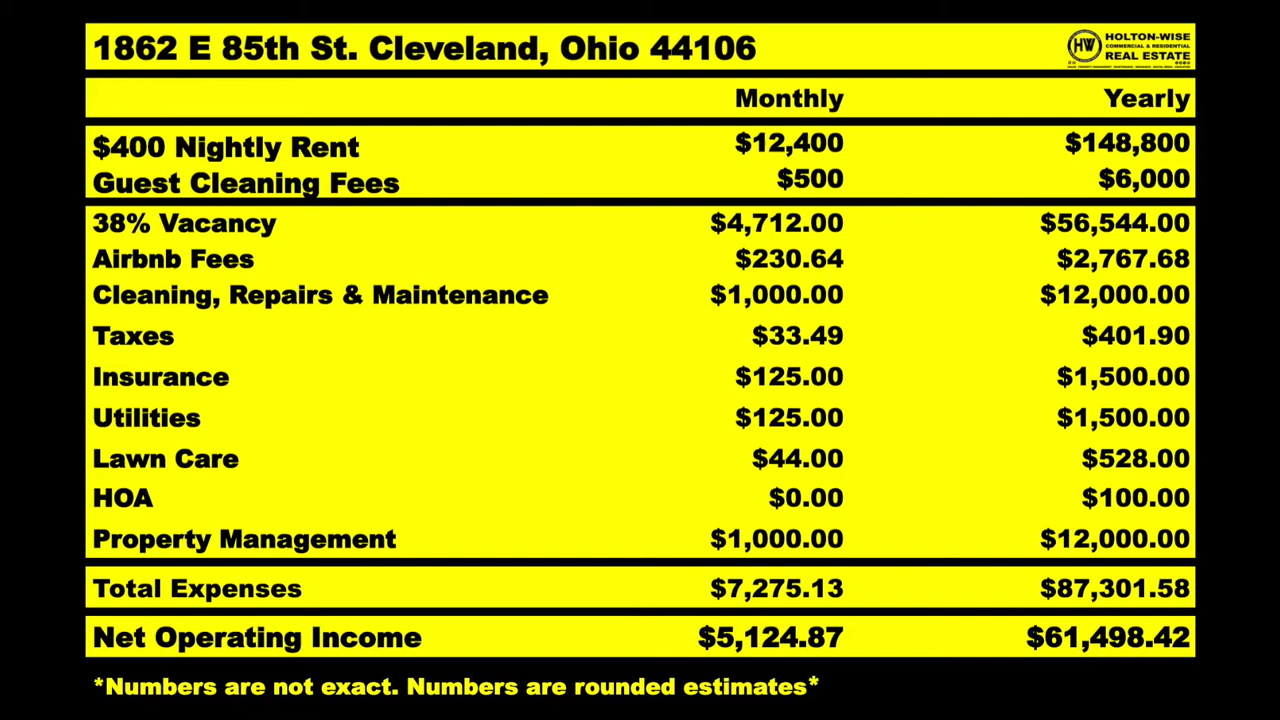 1862 E 85th St. Cleveland, Ohio 44106
HW
HOLTON-WISE
COMMERCIAL & RESIDENTIAL
REAL ESTATE
Monthly Yearly
$400 Nightly Rent $12,400 $148,800
Guest Cleaning Fees $500 $6,000
38% Vacancy $4,712.00 $56,544.00
Airbnb Fees $230.64 $2,767.68
Cleaning, Repairs & Maintenance $1,000.00 $12,000.00
Taxes $33.49 $401.90
Insurance $125.00 $1,500.00
Utilities $125.00 $1,500.00
Lawn Care $44.00 $528.00
HOA $0.00 $100.00
Property Management $1,000.00 $12,000.00
Total Expenses $7,275.13 $87,301.58
Net Operating Income $5,124.87 $61,498.42
*Numbers are not exact. Numbers are rounded estimates*